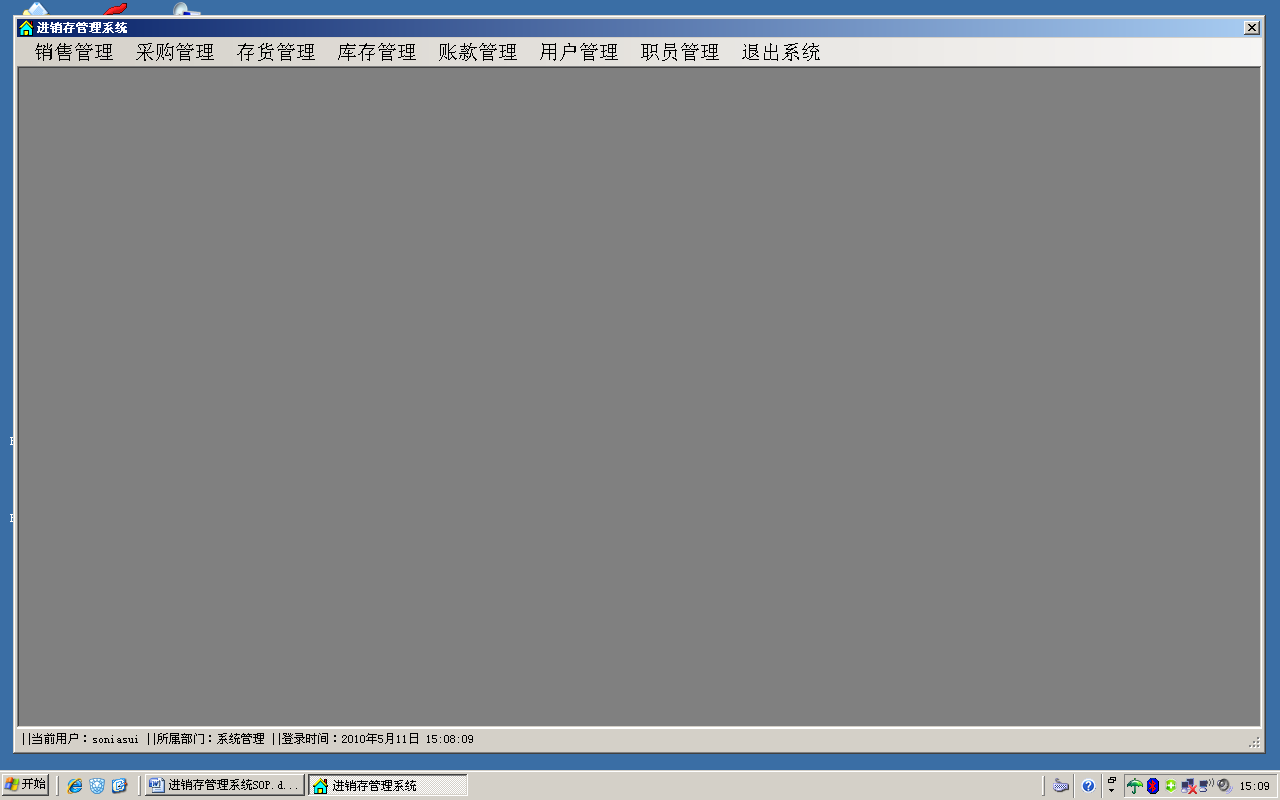 进销存管理系统
销售管理 采购管理 存货管理 库存管理 账款管理 用户管理 职员管理 退出系统
||当前用户：soniasui ||所属部门：系统管理 ||登录时间：2010年5月11日 15:08:09
开始 进销存管理系统SOP.d... 进销存管理系统 15:09